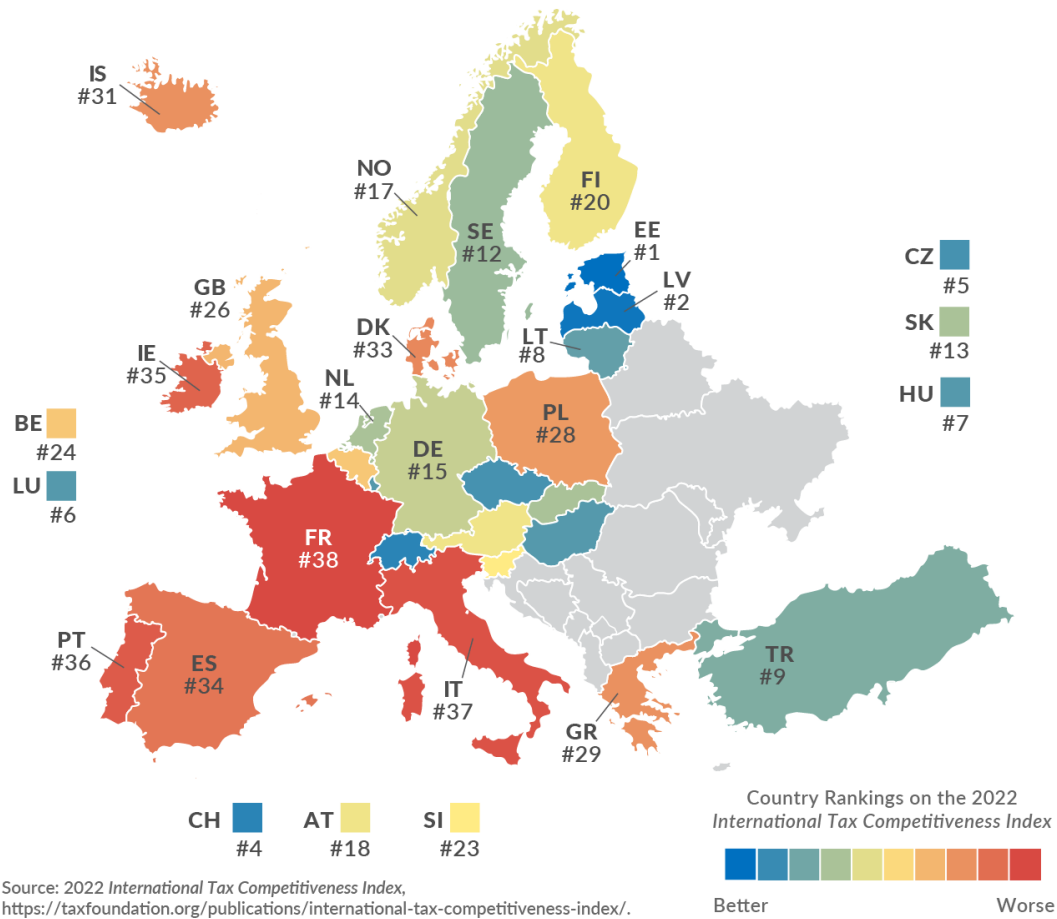 IS
#31
NO
#17
FI
#20
SE
#12
EE
#1
LV
#2
CZ
#5
GB
#26
DK
#33
LT
#8
SK
#13
IE
#35
NL
#14
HU
#7
BE
#24
PL
#28
DE
#15
LU
#6
FR
#38
PT
#36
ES
#34
IT
#37
TR
#9
GR
#29
CH
#4
AT
#18
SI
#23
Country Rankings on the 2022
International Tax Competitiveness Index
Better
Worse
Source: 2022 International Tax Competitiveness Index,
https://taxfoundation.org/publications/international-tax-competitiveness-index/.